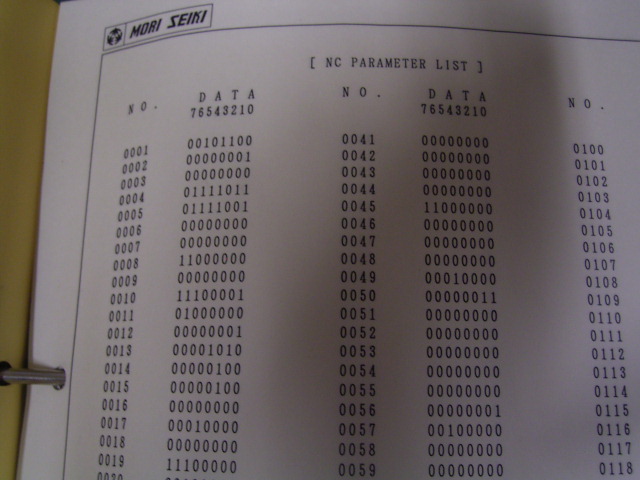 MORI SEIKI
[ NC PARAMETER LIST ]
NO. DATA NO. DATA NO.
76543210 76543210
0001 00101100 0041 00000000 0100
0002 00000001 0042 00000000 0101
0003 00000000 0043 00000000 0102
0004 01111011 0044 00000000 0103
0005 01111001 0045 11000000 0104
0006 00000000 0046 00000000 0105
0007 00000000 0047 00000000 0106
0008 11000000 0048 00000000 0107
0009 00000000 0049 00010000 0108
0010 11100001 0050 00000011 0109
0011 01000000 0051 00000000 0110
0012 00000001 0052 00000000 0111
0013 00001010 0053 00000000 0112
0014 00000100 0054 00000000 0113
0015 00000100 0055 00000000 0114
0016 00000000 0056 00000001 0115
0017 00010000 0057 00100000 0116
0018 00000000 0058 00000000 0117
0019 11100000 0059 00000000 0118